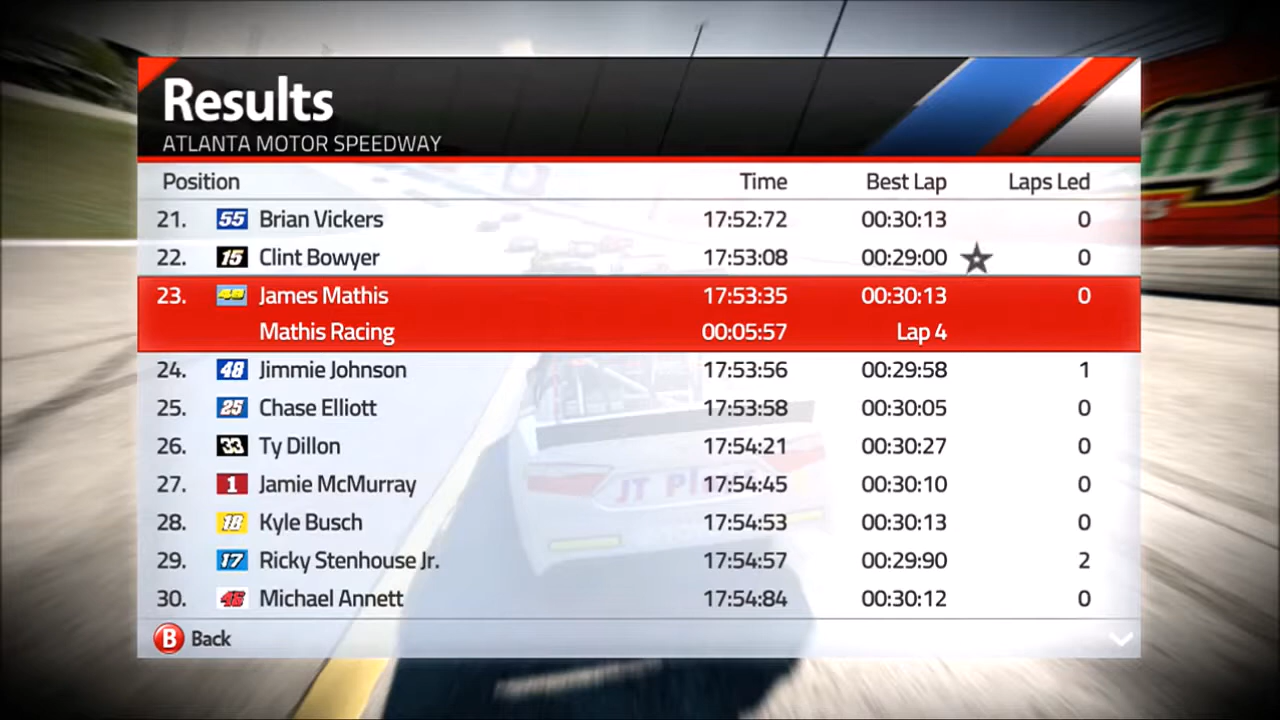 Results
ATLANTA MOTOR SPEEDWAY
Position Time Best Lap Laps Led
21. 55 Brian Vickers 17:52:72 00:30:13 0
22. 15 Clint Bowyer 17:53:08 00:29:00 0
23. James Mathis 17:53:35 00:30:13 0
Mathis Racing 00:05:57 Lap 4
24. 48 Jimmie Johnson 17:53:56 00:29:58 1
25. 25 Chase Elliott 17:53:58 00:30:05 0
26. 33 Ty Dillon 17:54:21 00:30:27 0
27. 1 Jamie McMurray 17:54:45 00:30:10 0
28. 18 Kyle Busch 17:54:53 00:30:13 0
29. 17 Ricky Stenhouse Jr. 17:54:57 00:29:90 2
30. 46 Michael Annett 17:54:84 00:30:12 0
B Back